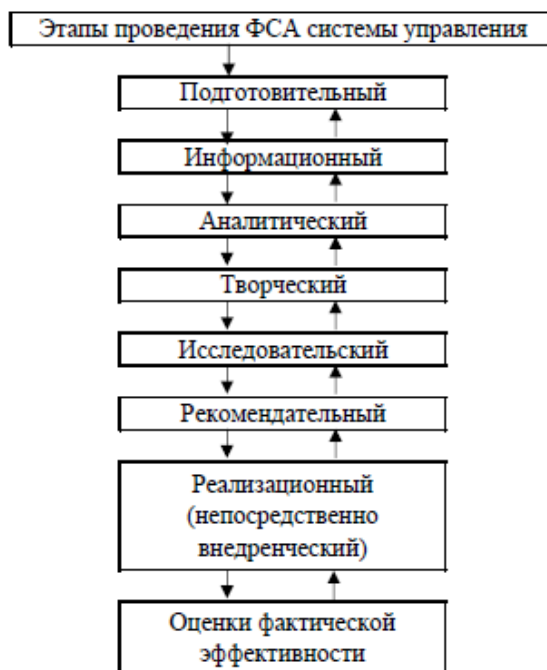 Этапы проведения ФСА системы управления
Подготовительный
Информационный
Аналитический
Творческий
Исследовательский
Рекомендательный
Реализационный
(непосредственно
внедренческий)
Оценки фактической
эффективности